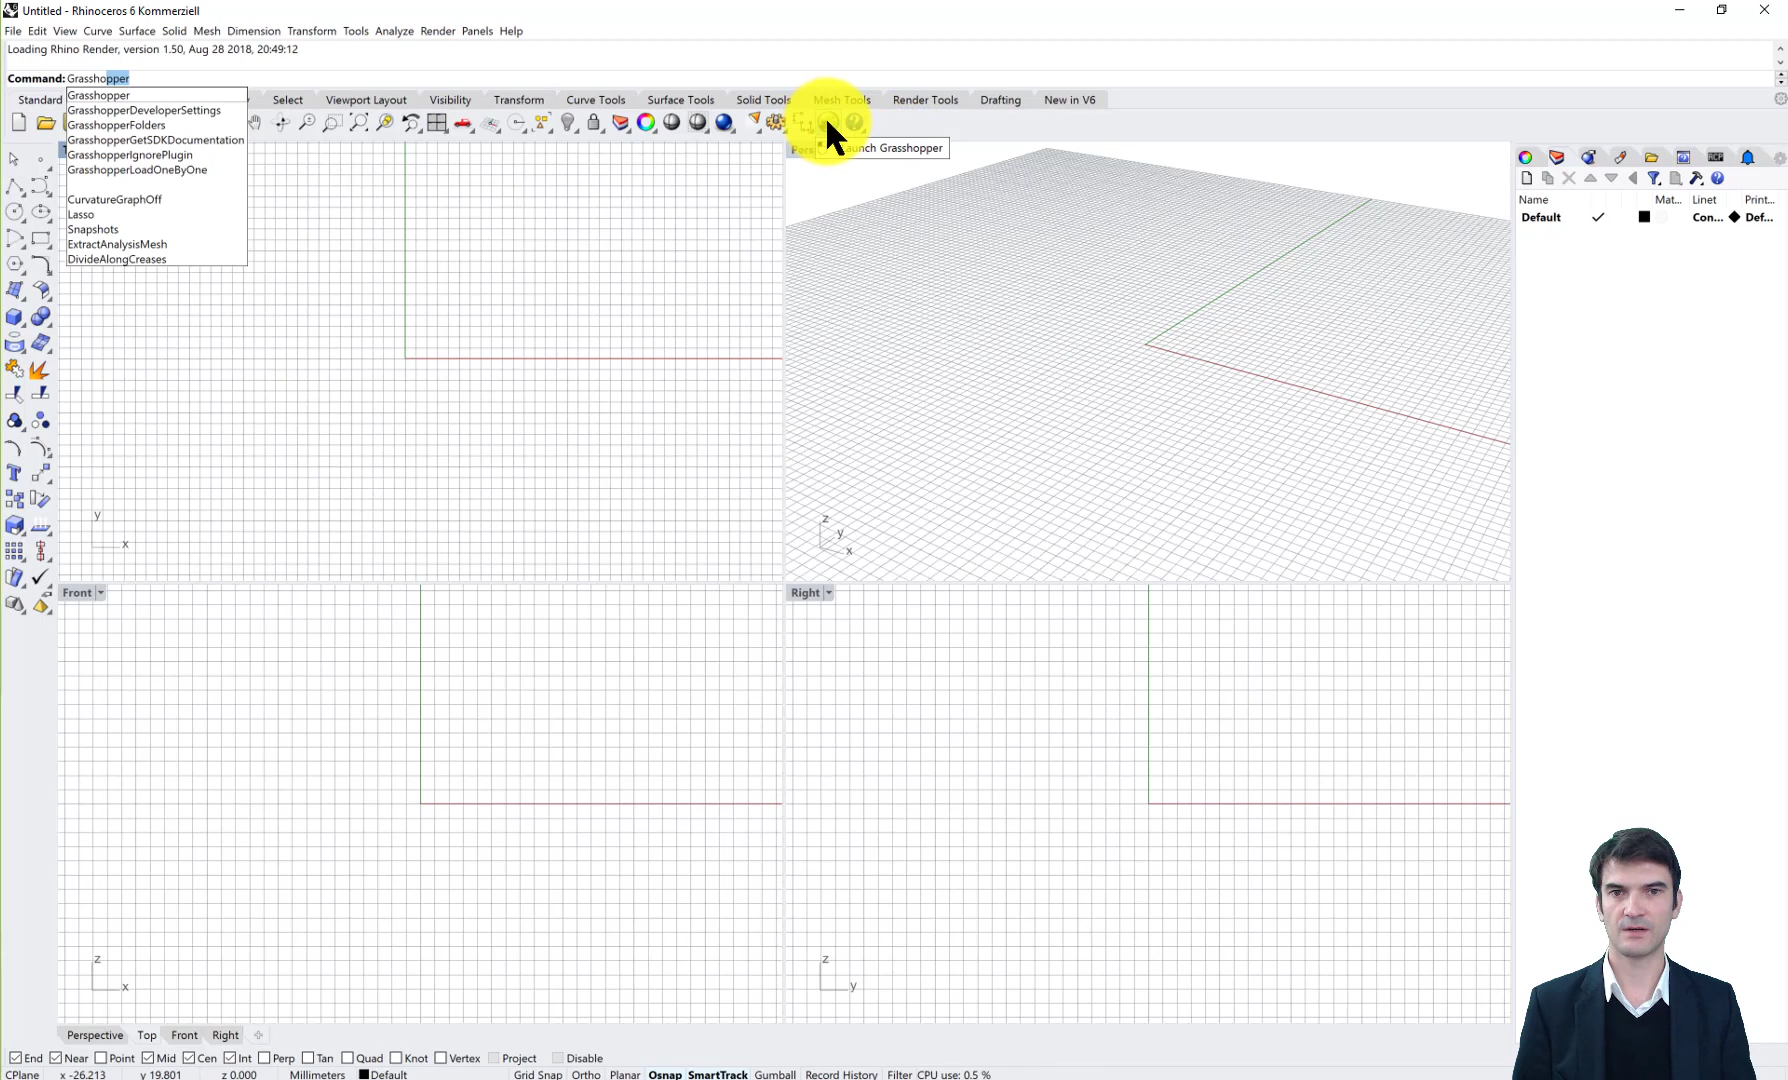 Untitled - Rhinoceros 6 Kommerziell
File Edit View Curve Surface Solid Mesh Dimension Transform Tools Analyze Render Panels Help
Loading Rhino Render, version 1.50, Aug 28 2018, 20:49:12
Command: Grasshopper
Standard Select Viewport Layout Visibility Transform Curve Tools Surface Tools Solid Tools Mesh Tools Render Tools Drafting New in V6
Grasshopper
GrasshopperDeveloperSettings
GrasshopperFolders
GrasshopperGetSDKDocumentation
GrasshopperIgnorePlugin
GrasshopperLoadOneByOne
CurvatureGraphOff
Lasso
Snapshots
ExtractAnalysisMesh
DivideAlongCreases
Grasshopper
Name Mat... Linet Print...
Default Con... Def...
y
x
z
y
x
Front
Right
z
x
z
y
Perspective Top Front Right
End Near Point Mid Cen Int Perp Tan Quad Knot Vertex Project Disable
CPlane x -26.213 y 19.801 z 0.000 Millimeters Default Grid Snap Ortho Planar Osnap SmartTrack Gumball Record History Filter CPU use: 0.5 %